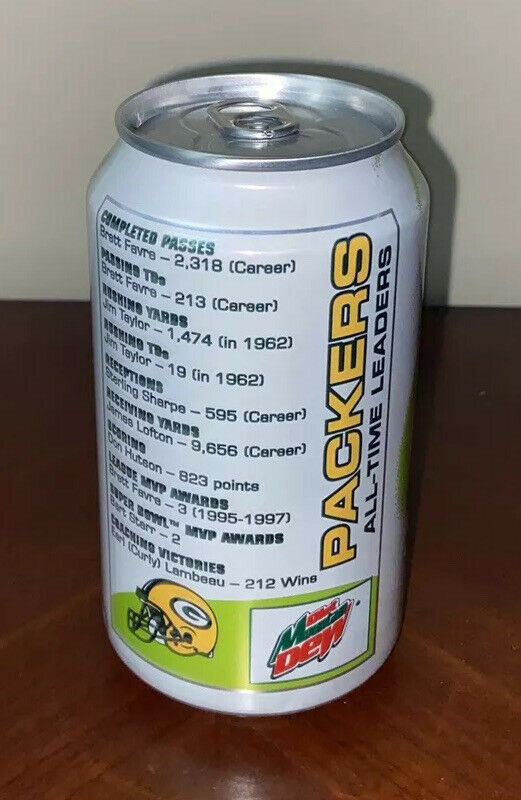 COMPLETED PASSES
Brett Favre – 2,318 (Career)
PASSING TDs
Brett Favre – 213 (Career)
RUSHING YARDS
Jim Taylor – 1,474 (in 1962)
RUSHING TDs
Jim Taylor – 19 (in 1962)
RECEPTIONS
Sterling Sharpe – 595 (Career)
RECEIVING YARDS
James Lofton – 9,656 (Career)
SCORING
Don Hutson – 823 points
LEAGUE MVP AWARDS
Brett Favre – 3 (1995-1997)
SUPER BOWL™ MVP AWARDS
Bart Starr – 2
COACHING VICTORIES
Earl (Curly) Lambeau – 212 Wins
PACKERS
ALL-TIME LEADERS
G
Diet
Mountain
DEW